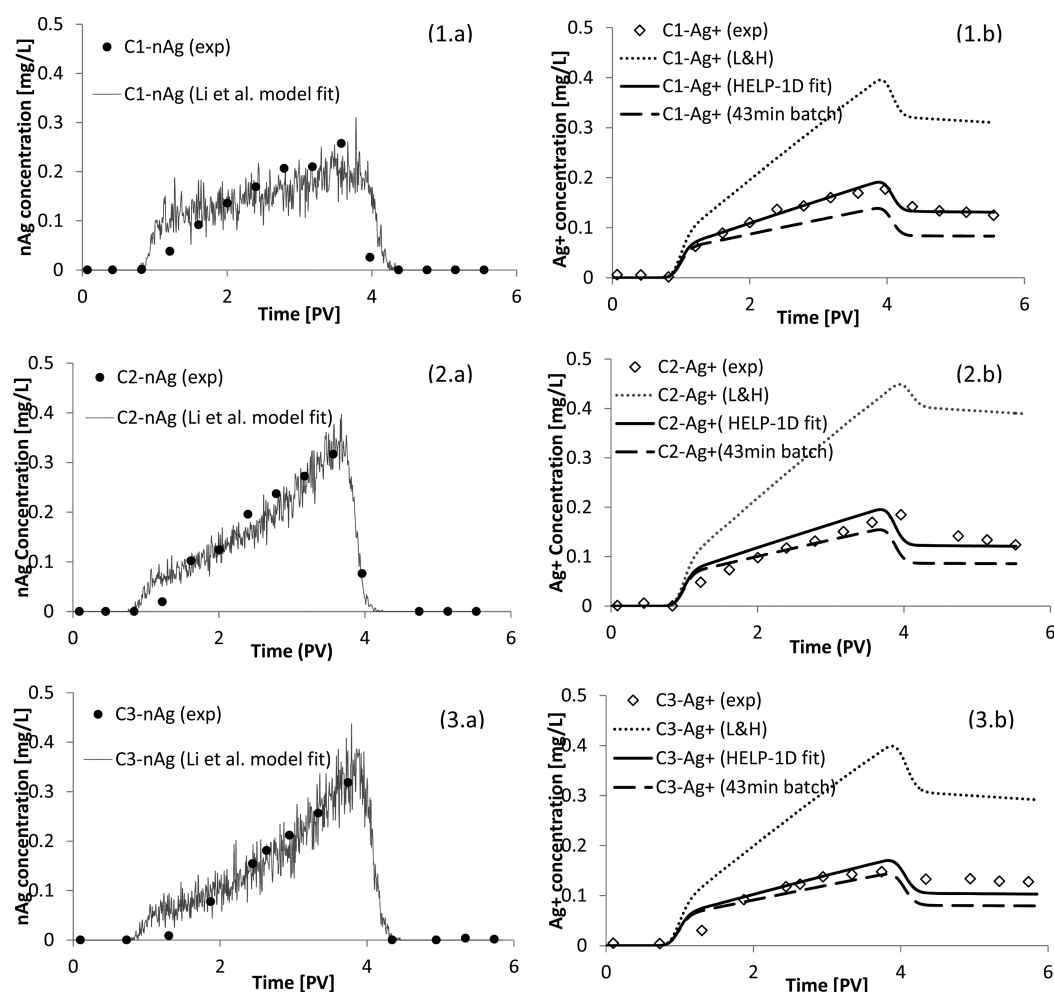 nAg concentration [mg/L]
0.5
0.4
0.3
0.2
0.1
0
C1-nAg (exp)
C1-nAg (Li et al. model fit)
(1.a)
0
2
4
6
Time [PV]
Ag+ concentration [mg/L]
0.5
0.4
0.3
0.2
0.1
0
C1-Ag+ (exp)
C1-Ag+ (L&H)
C1-Ag+ (HELP-1D fit)
C1-Ag+ (43min batch)
(1.b)
0
2
4
6
Time [PV]
nAg Concentration [mg/L]
0.5
0.4
0.3
0.2
0.1
0
C2-nAg (exp)
C2-nAg (Li et al. model fit)
(2.a)
0
2
4
6
Time (PV)
Ag+ Concentration [mg/L]
0.5
0.4
0.3
0.2
0.1
0
C2-Ag+ (exp)
C2-Ag+ (L&H)
C2-Ag+( HELP-1D fit)
C2-Ag+(43min batch)
(2.b)
0
2
4
6
Time (PV)
nAg concentration [mg/L]
0.5
0.4
0.3
0.2
0.1
0
C3-nAg (exp)
C3-nAg (Li et al. model fit)
(3.a)
0
2
4
6
Time [PV]
Ag+ concentration [mg/L]
0.5
0.4
0.3
0.2
0.1
0
C3-Ag+ (exp)
C3-Ag+ (L&H)
C3-Ag+ (HELP-1D fit)
C3-Ag+ (43min batch)
(3.b)
0
2
4
6
Time [PV]